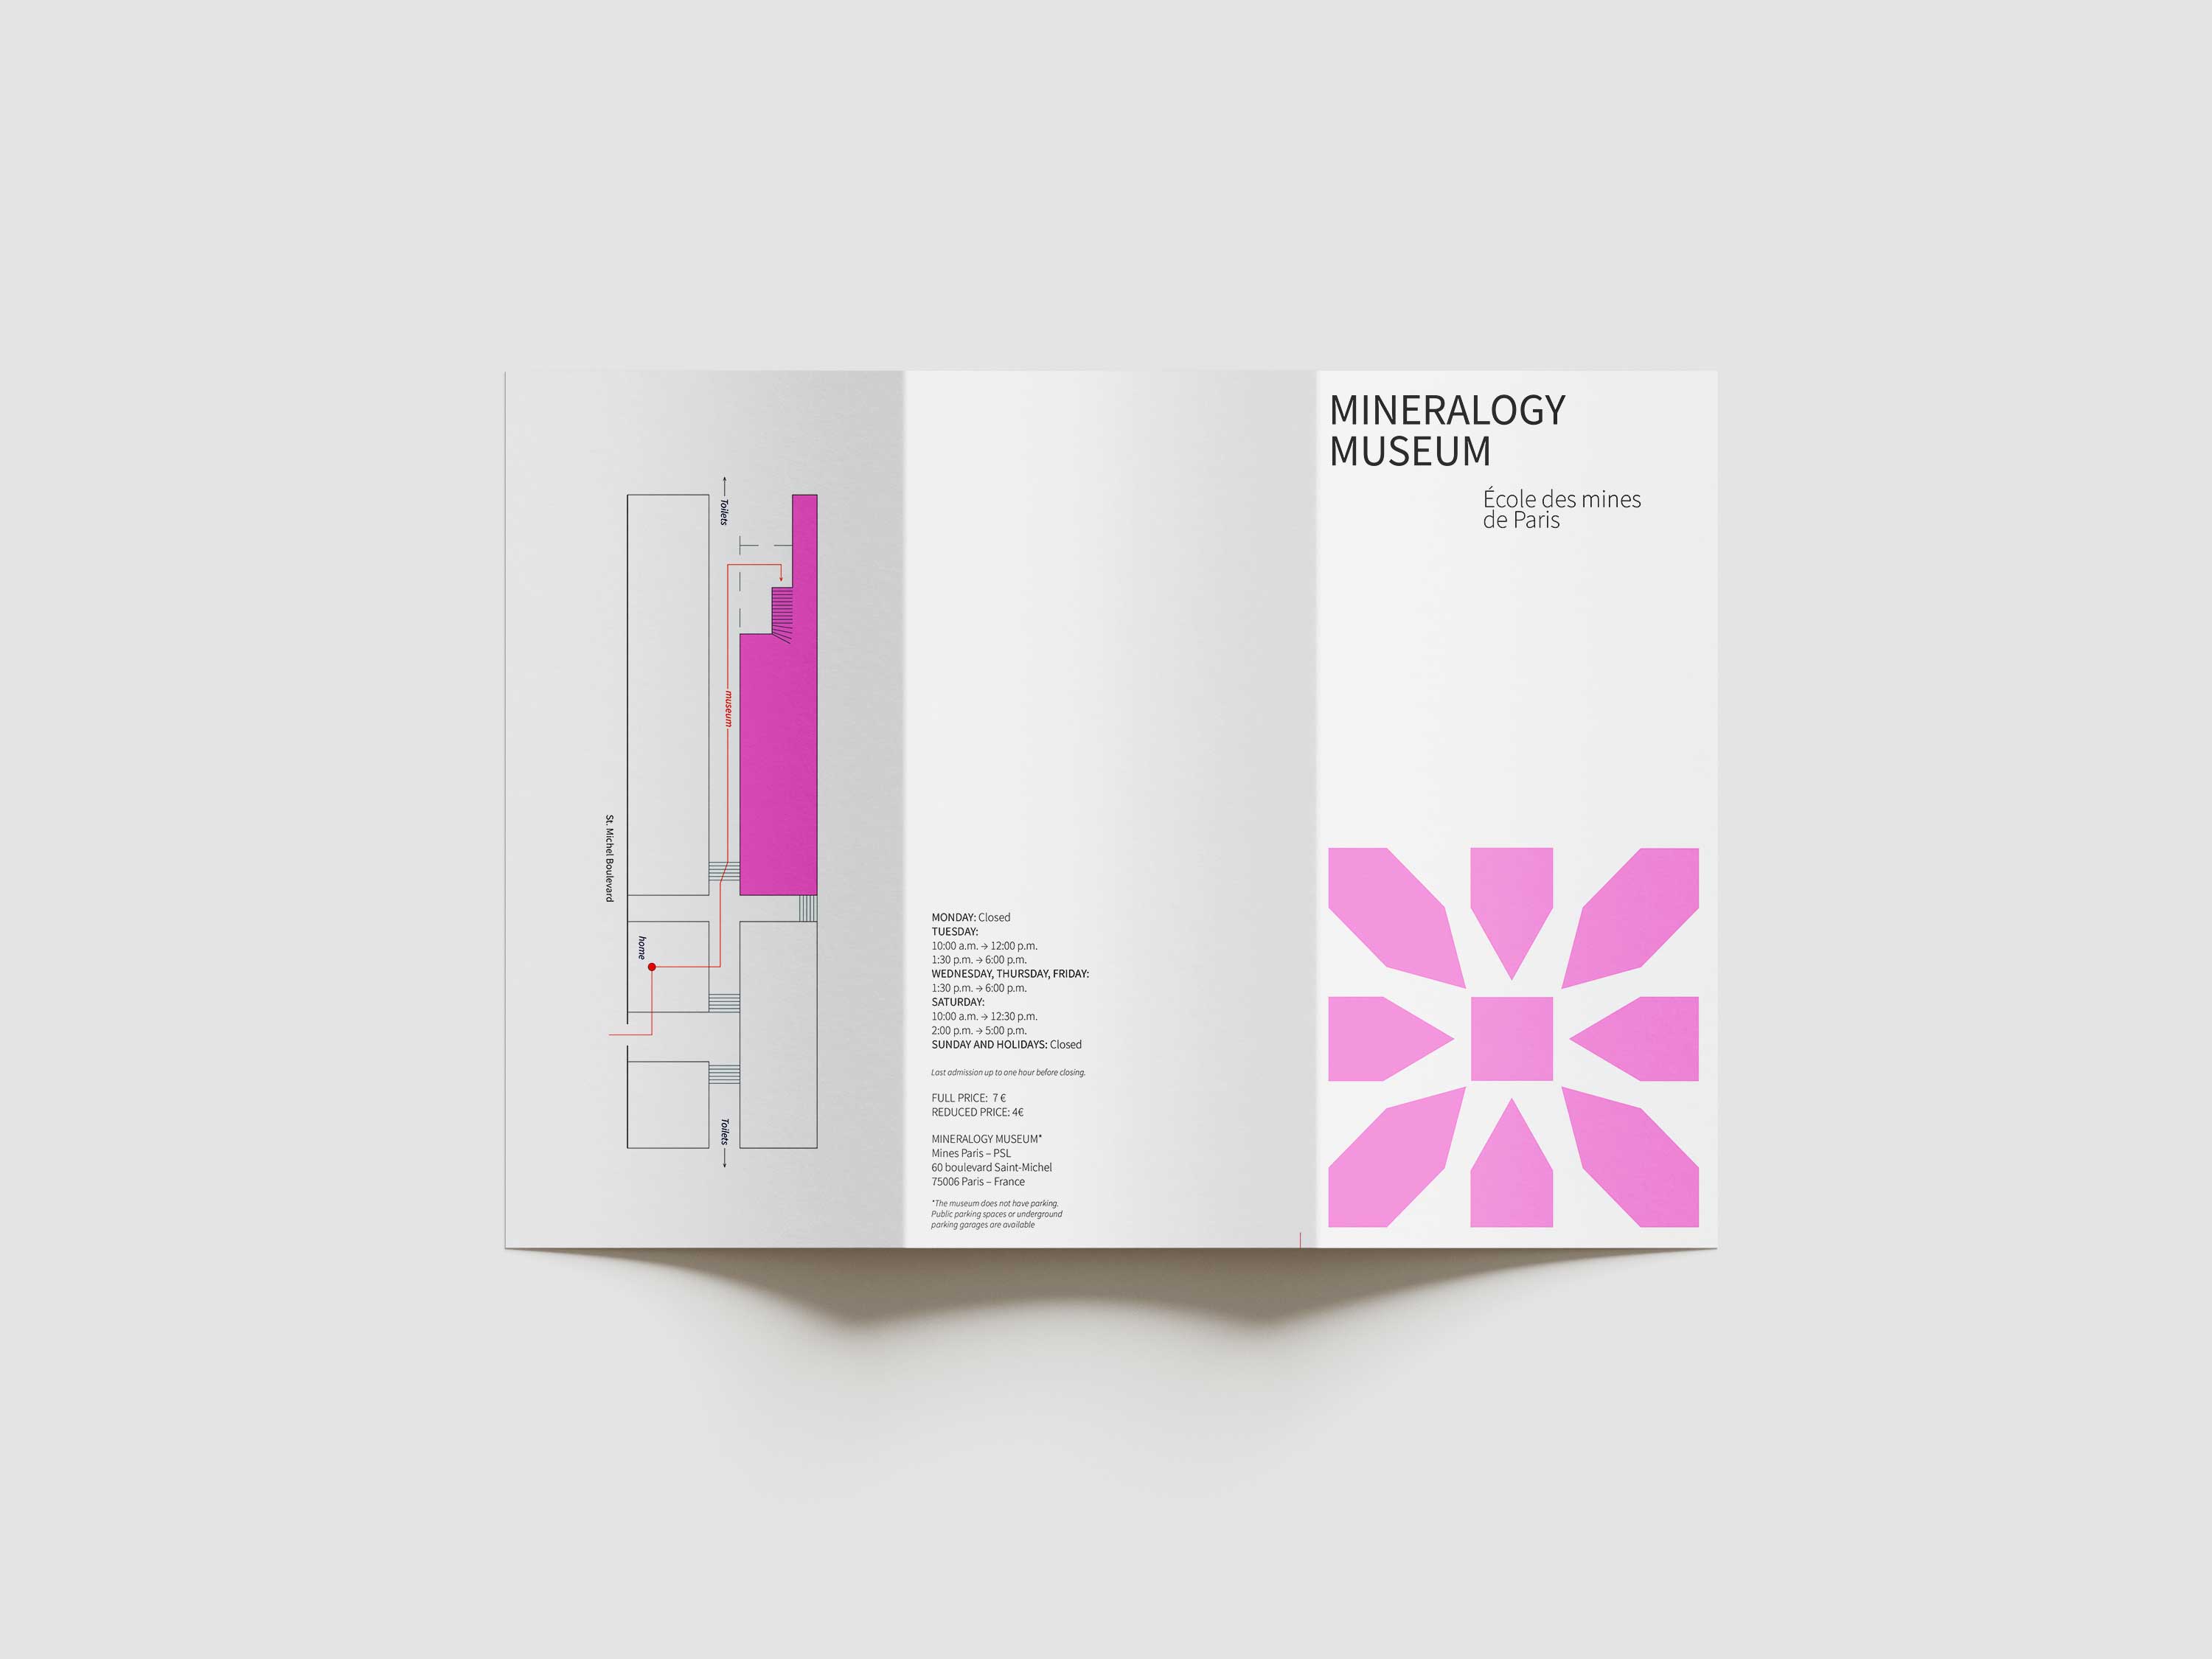 Toilets
museum
St. Michel Boulevard
home
Toilets
MONDAY: Closed
TUESDAY:
10:00 a.m. → 12:00 p.m.
1:30 p.m. → 6:00 p.m.
WEDNESDAY, THURSDAY, FRIDAY:
1:30 p.m. → 6:00 p.m.
SATURDAY:
10:00 a.m. → 12:30 p.m.
2:00 p.m. → 5:00 p.m.
SUNDAY AND HOLIDAYS: Closed
Last admission up to one hour before closing.
FULL PRICE: 7 €
REDUCED PRICE: 4€
MINERALOGY MUSEUM*
Mines Paris – PSL
60 boulevard Saint-Michel
75006 Paris – France
*The museum does not have parking.
Public parking spaces or underground
parking garages are available
MINERALOGY
MUSEUM
École des mines
de Paris